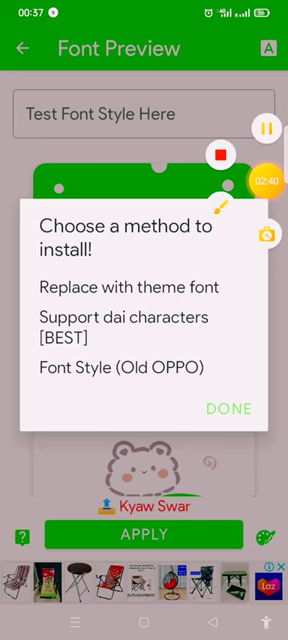 00:37
4G
56
Font Preview
A
Test Font Style Here
02:40
Choose a method to
install!
Replace with theme font
Support dai characters
[BEST]
Font Style (Old OPPO)
DONE
Kyaw Swar
?
APPLY
Laz